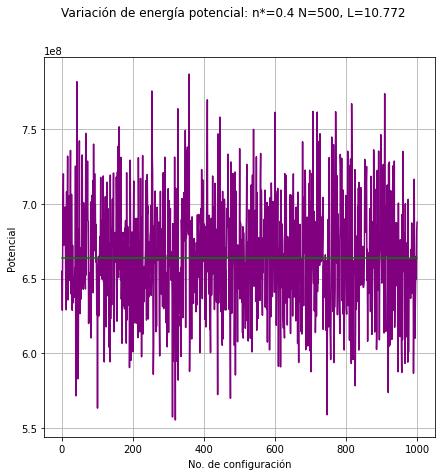 Variación de energía potencial: n*=0.4 N=500, L=10.772
1e8
7.5
7.0
6.5
6.0
5.5
Potencial
0 200 400 600 800 1000
No. de configuración